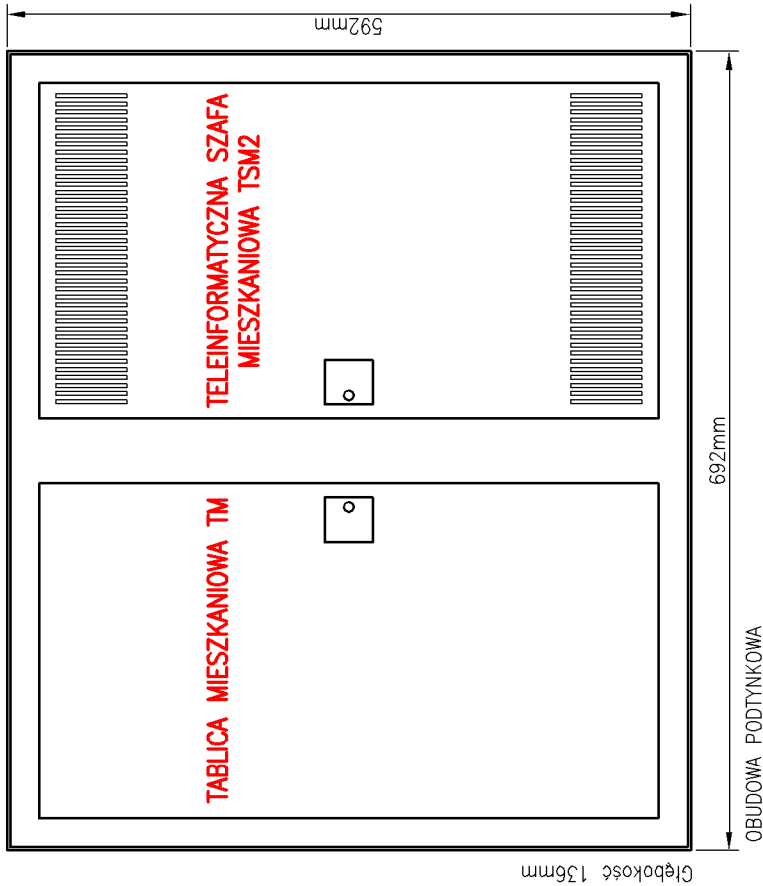 592mm
TELEINFORMATYCZNA SZAFA
MIESZKANIOWA TSM2
TABLICA MIESZKANIOWA TM
692mm
OBUDOWA PODTYNKOWA
Głębokość 136mm